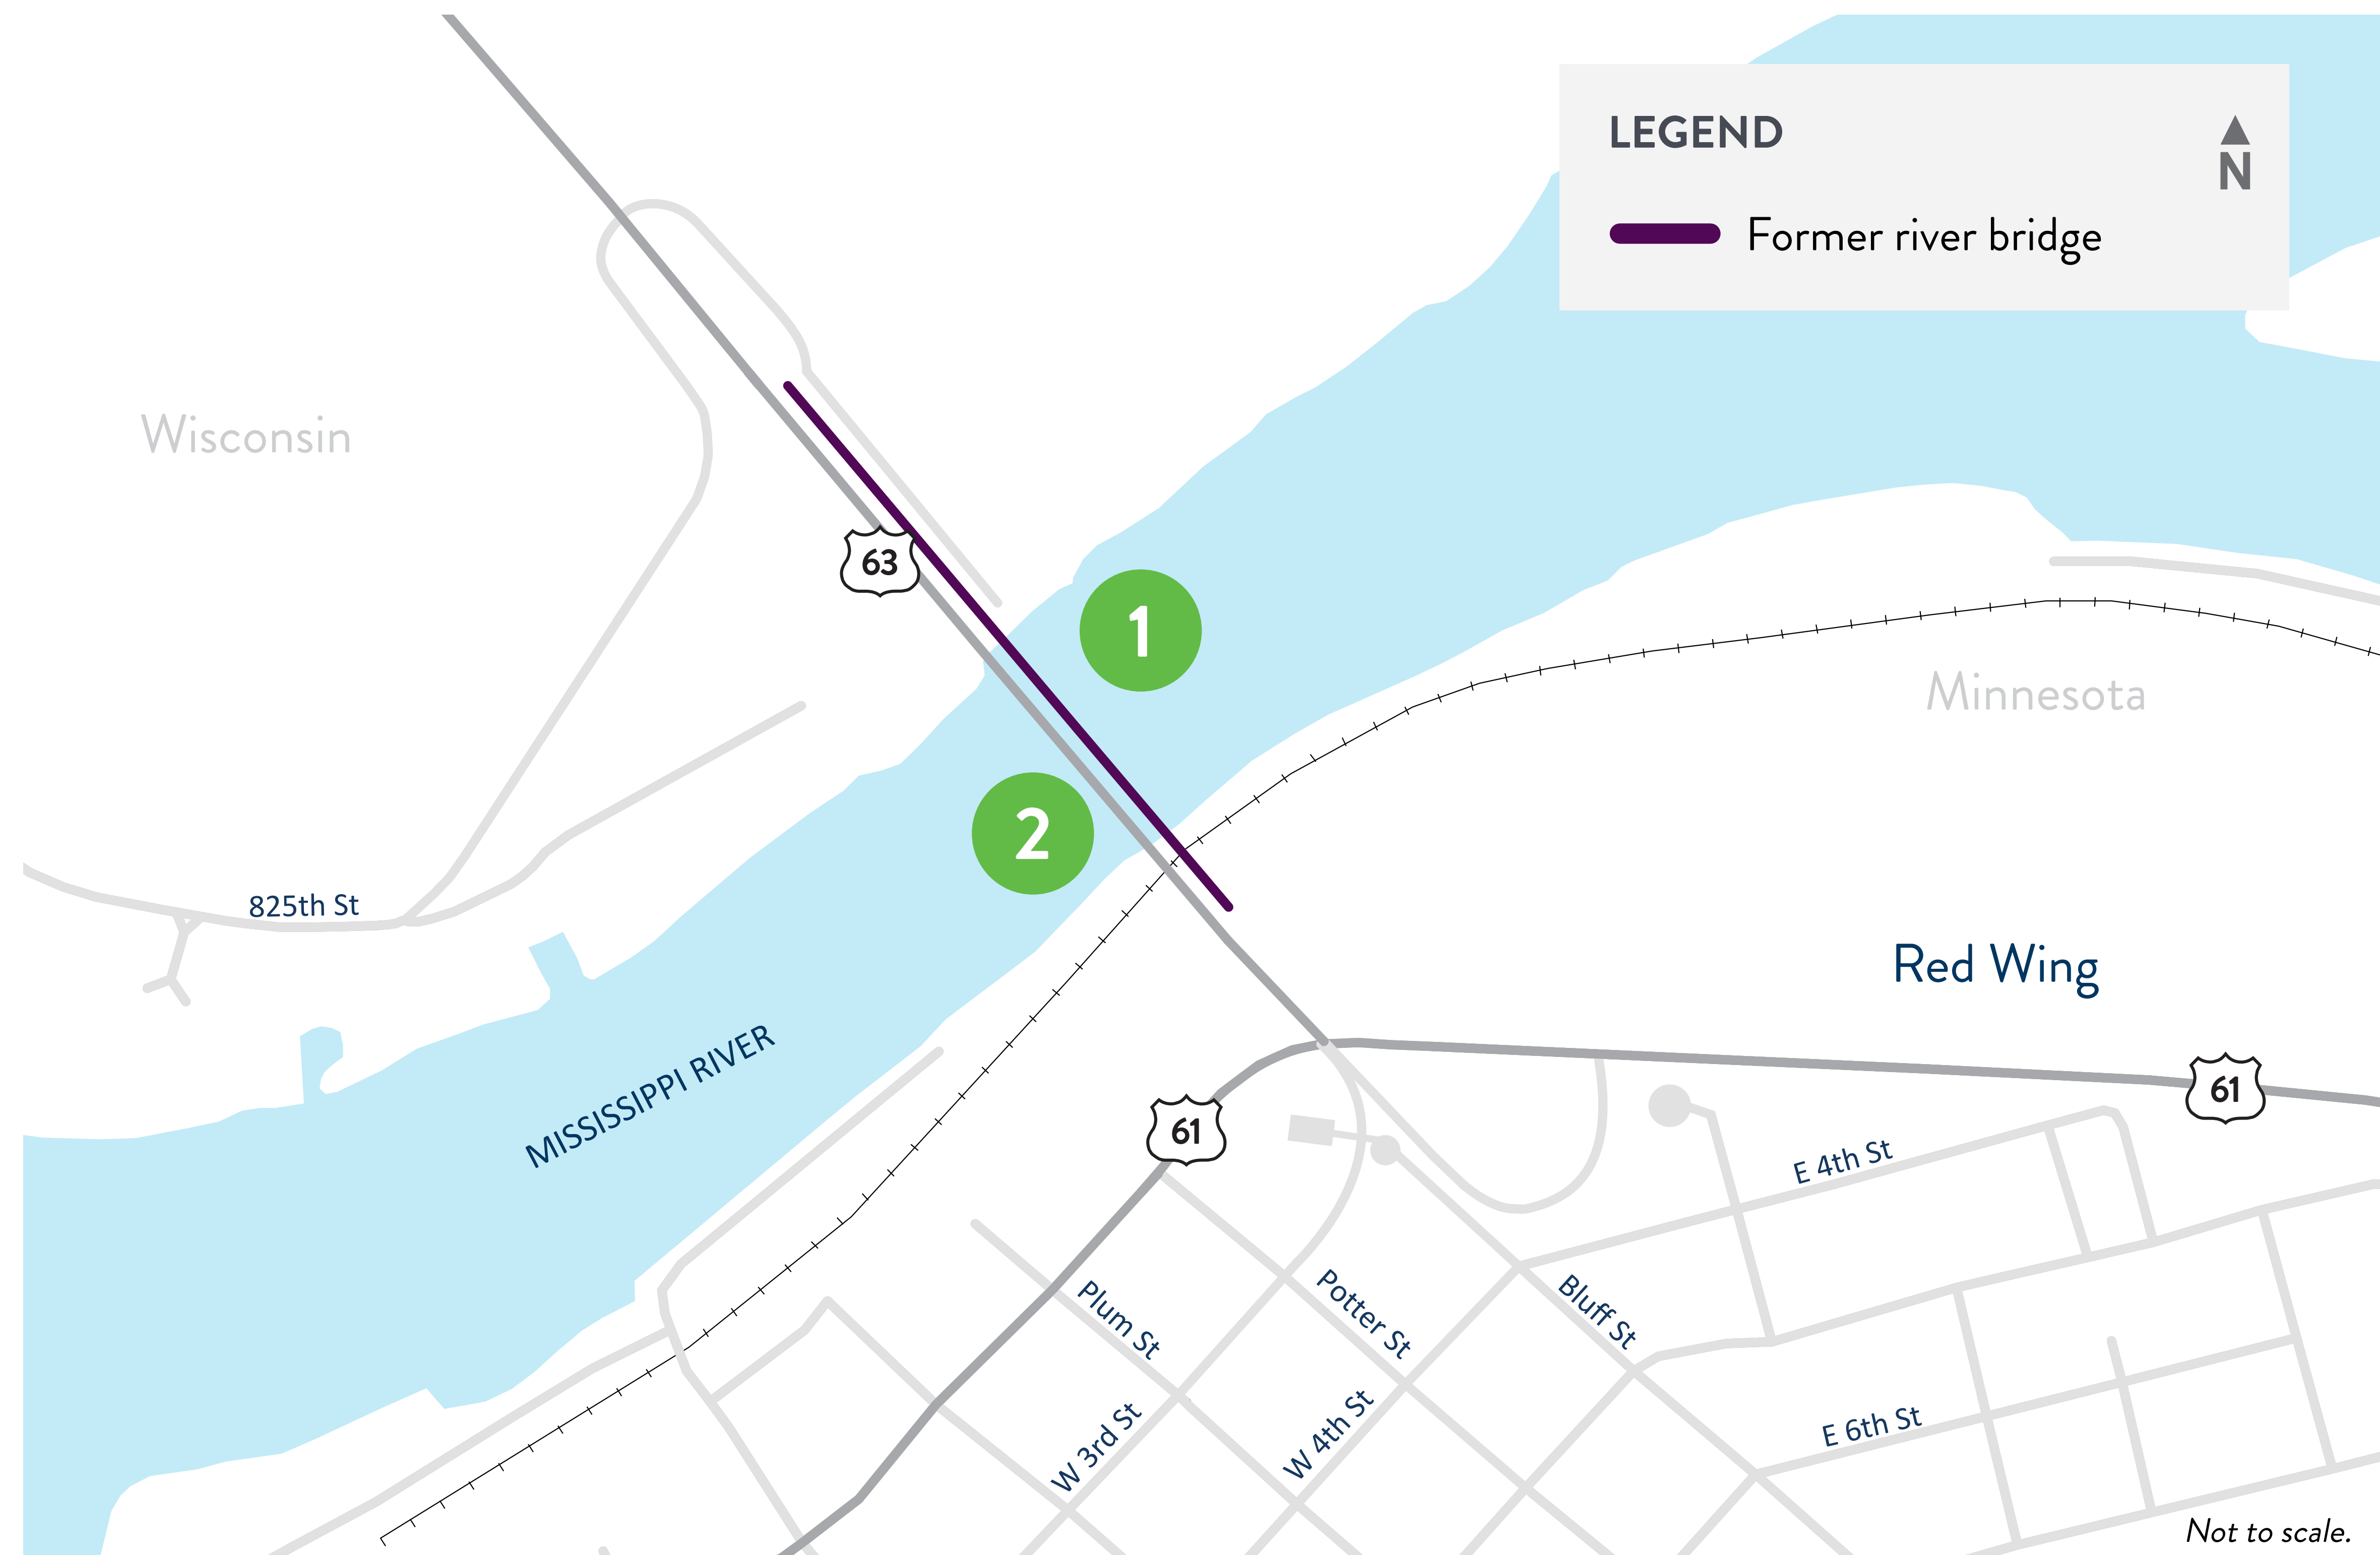 LEGEND
N
Former river bridge
Wisconsin
63
1
Minnesota
2
825th St
Red Wing
MISSISSIPPI RIVER
61
61
E 4th St
Plum St
Potter St
Bluff St
W 3rd St
W 4th St
E 6th St
Not to scale.